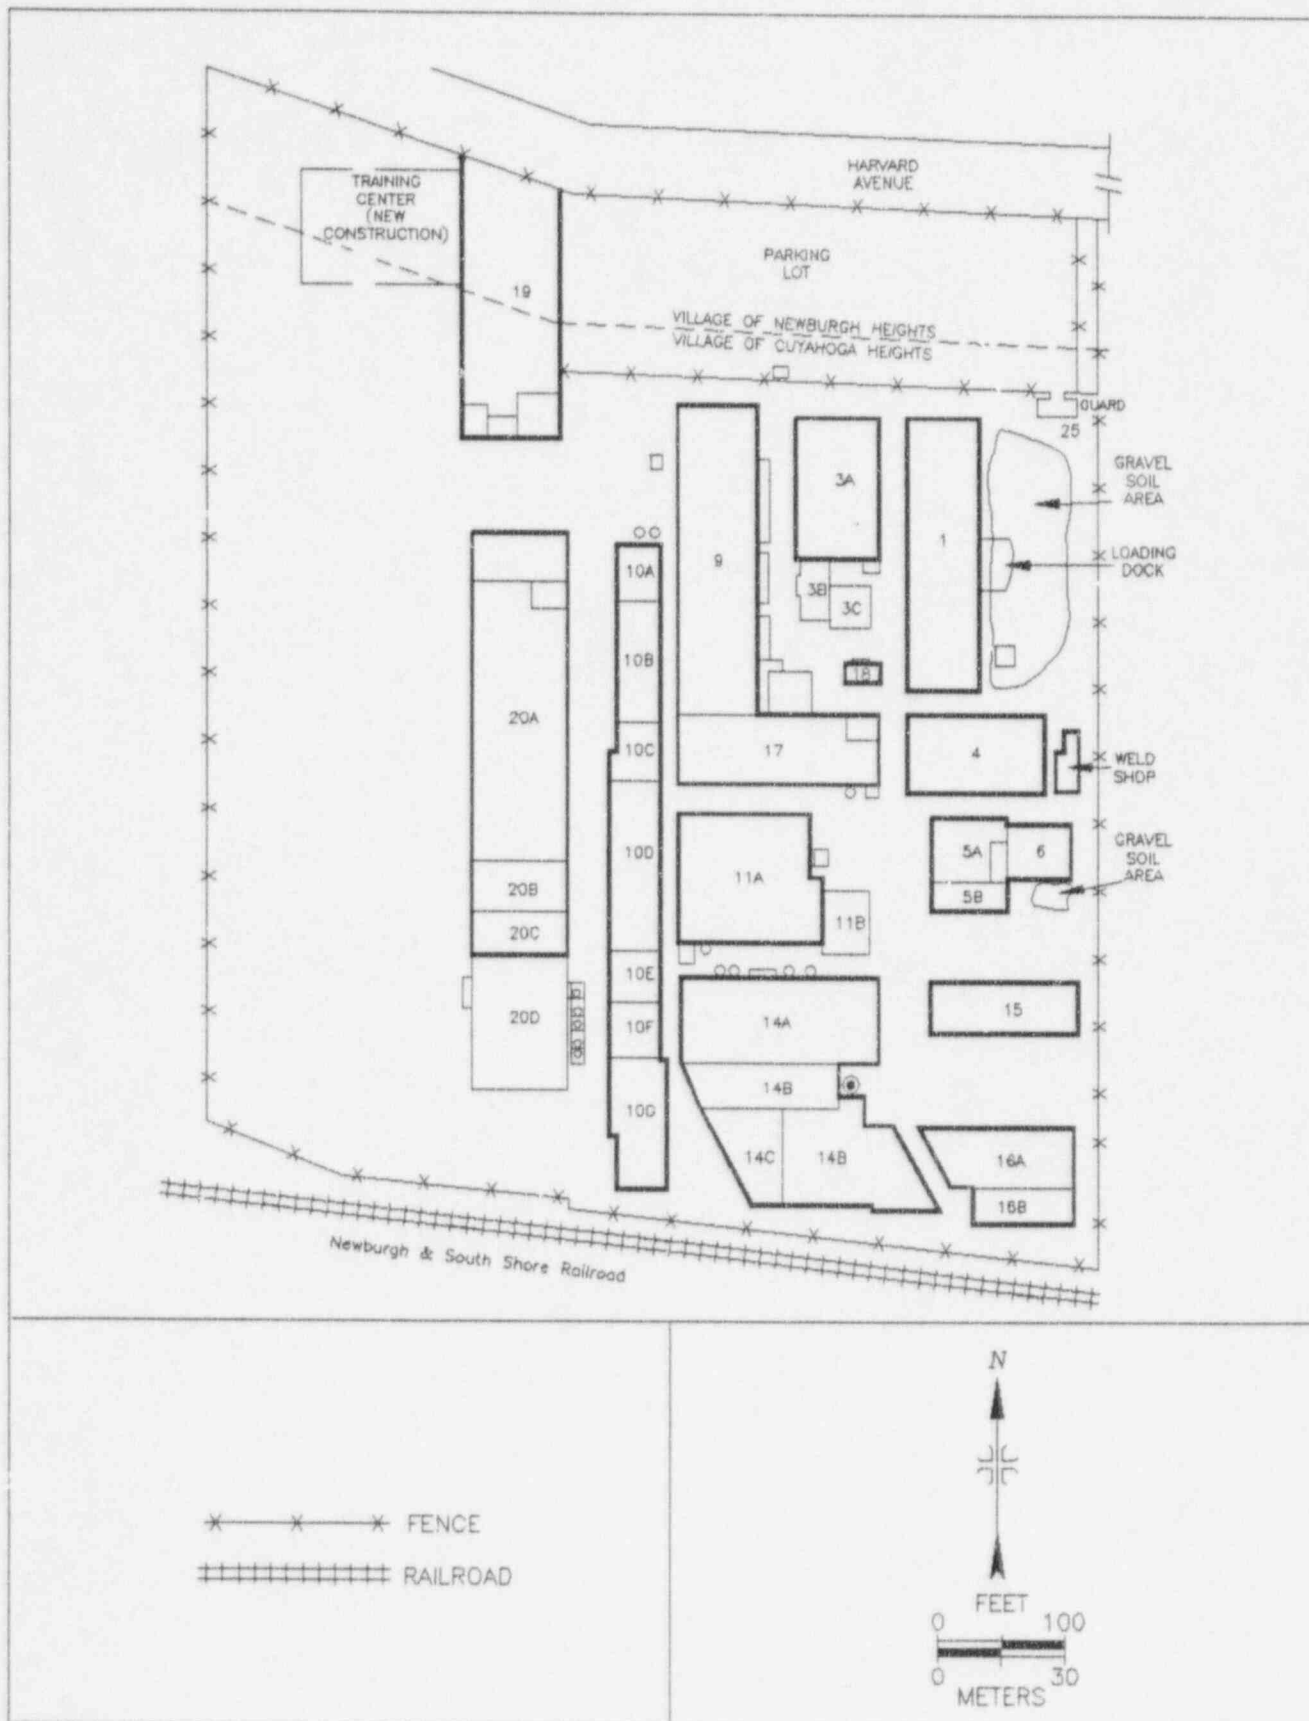 HARVARD
AVENUE
TRAINING
CENTER
(NEW
CONSTRUCTION)
PARKING
LOT
19
VILLAGE OF NEWBURGH HEIGHTS
VILLAGE OF CUYAHOGA HEIGHTS
GUARD
25
GRAVEL
SOIL
AREA
3A
1
9
LOADING
DOCK
10A
3B
3C
10B
18
20A
10C
17
4
WELD
SHOP
10D
11A
5A
6
GRAVEL
SOIL
AREA
20B
5B
20C
11B
10E
20D
10F
14A
15
14B
10G
14C
14B
16A
16B
Newburgh & South Shore Railroad
N
FENCE
RAILROAD
FEET
0 100
0 30
METERS